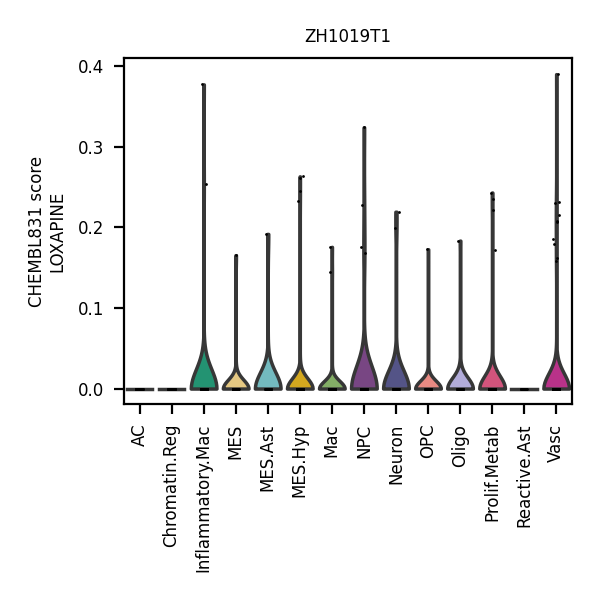 ZH1019T1
CHEMBL831 score
LOXAPINE
0.4
0.3
0.2
0.1
0.0
AC
Chromatin.Reg
Inflammatory.Mac
MES
MES.Ast
MES.Hyp
Mac
NPC
Neuron
OPC
Oligo
Prolif.Metab
Reactive.Ast
Vasc